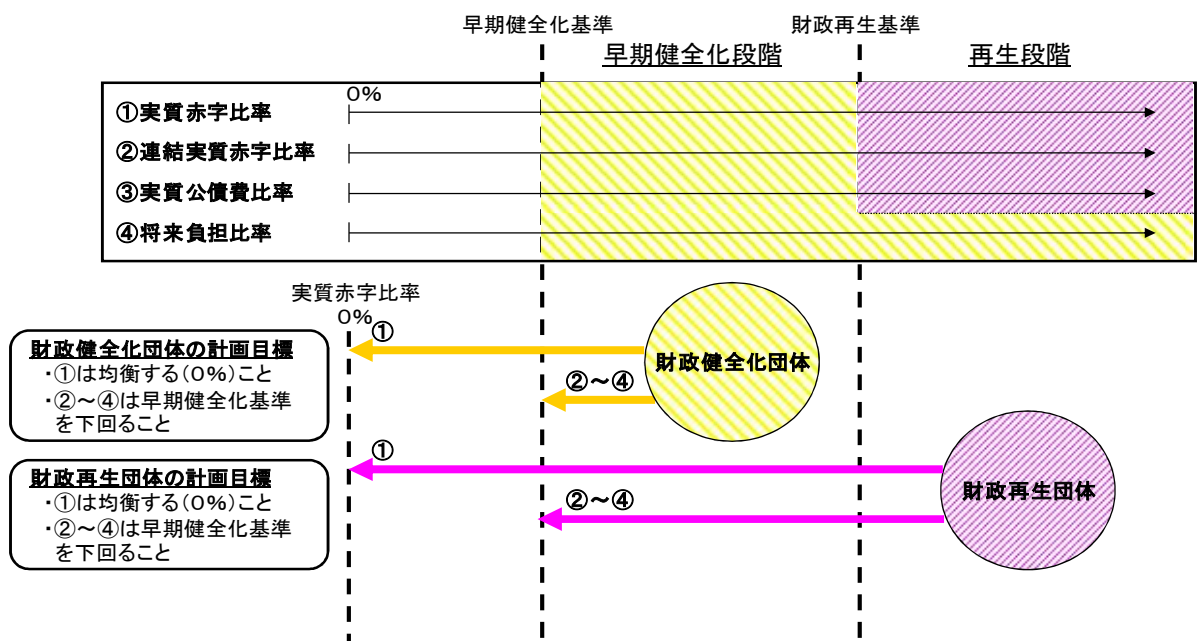 早期健全化基準
財政再生基準
早期健全化段階
再生段階
0%
①実質赤字比率
②連結実質赤字比率
③実質公債費比率
④将来負担比率
実質赤字比率
0%
財政健全化団体の計画目標
・①は均衡する(0%)こと
・②～④は早期健全化基準
を下回ること
①
②～④
財政健全化団体
財政再生団体の計画目標
・①は均衡する(0%)こと
・②～④は早期健全化基準
を下回ること
①
②～④
財政再生団体